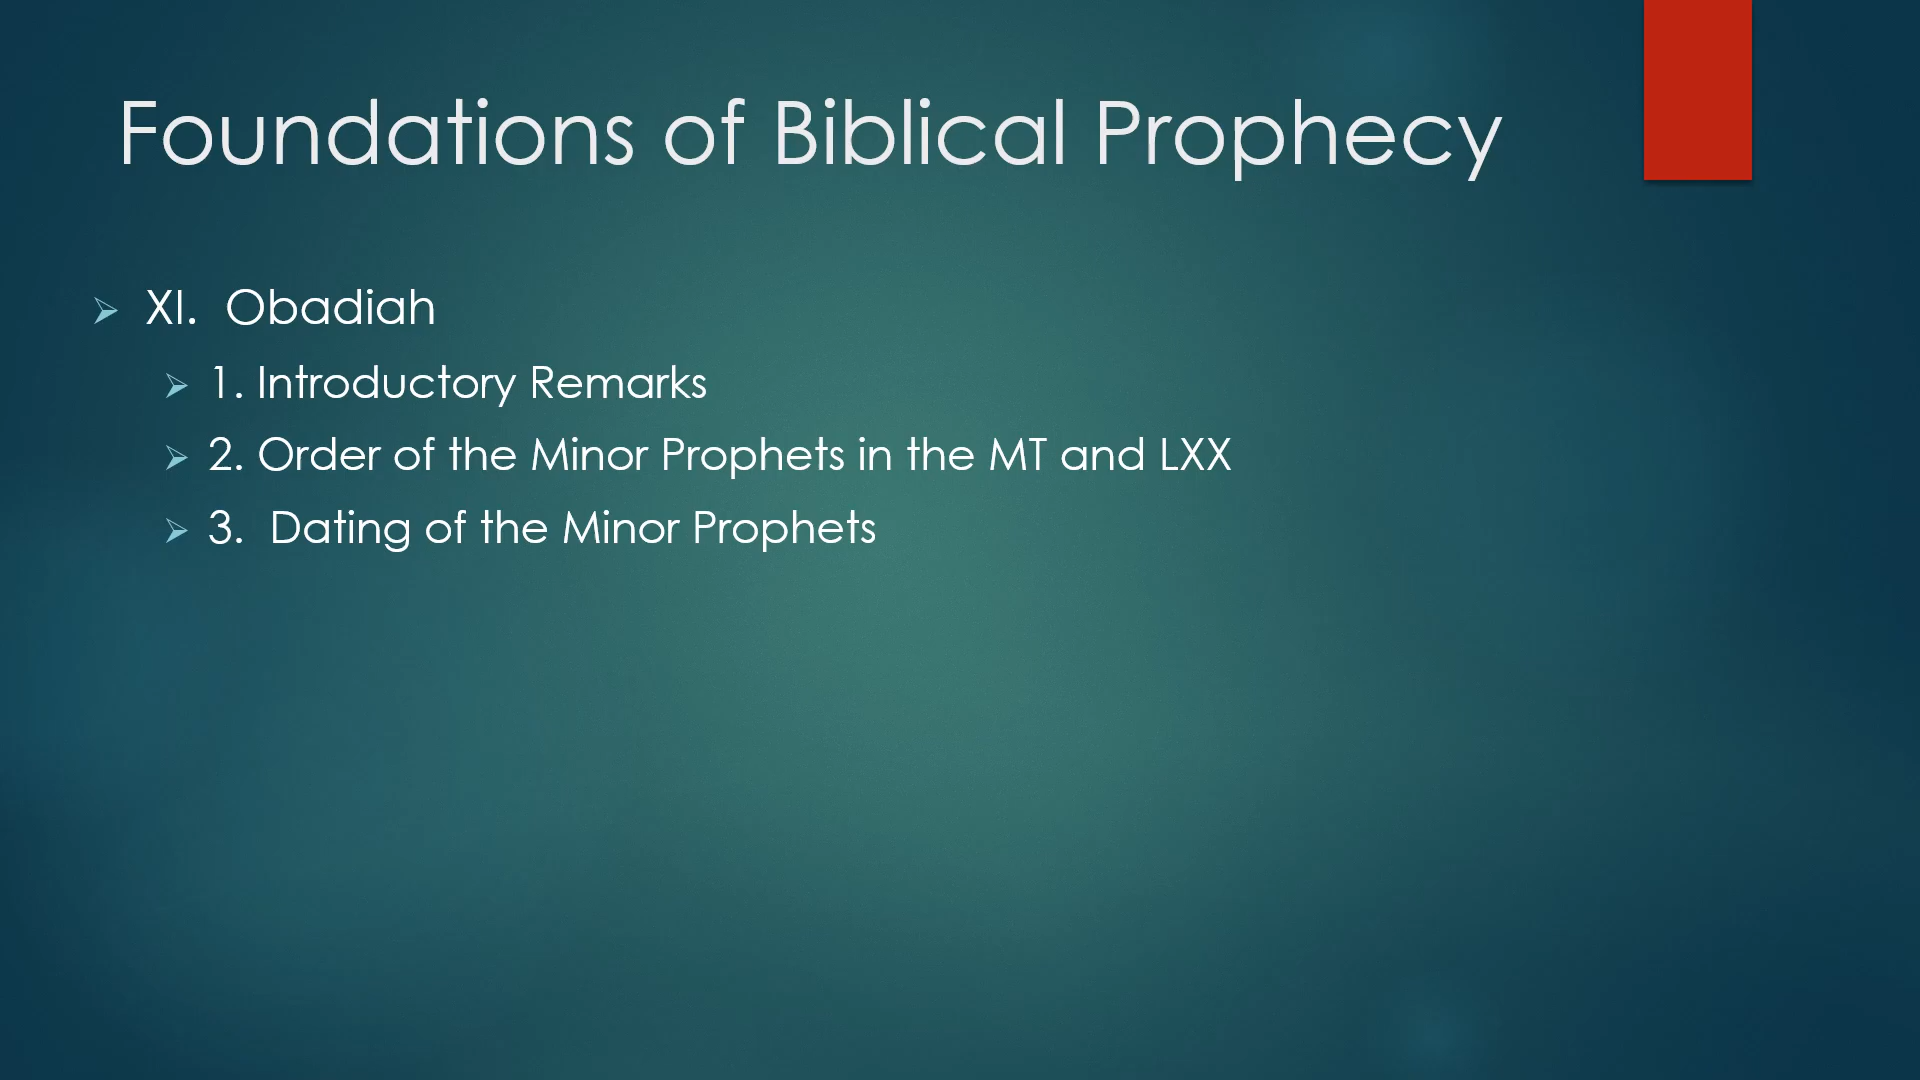 Foundations of Biblical Prophecy
XI.  Obadiah
1. Introductory Remarks
2. Order of the Minor Prophets in the MT and LXX
3.  Dating of the Minor Prophets